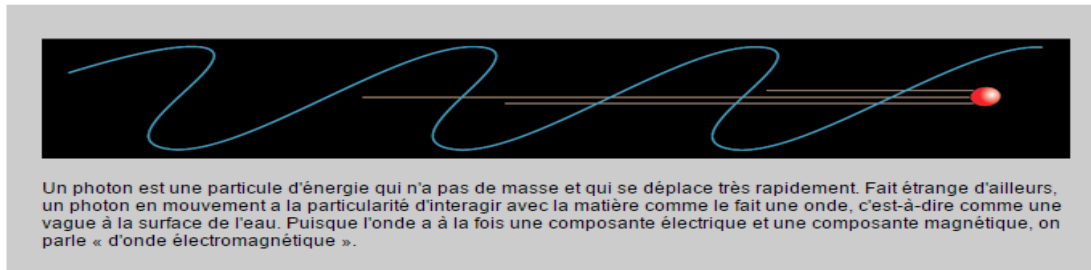 Un photon est une particule d'énergie qui n'a pas de masse et qui se déplace très rapidement. Fait étrange d'ailleurs,
un photon en mouvement a la particularité d'interagir avec la matière comme le fait une onde, c'est-à-dire comme une
vague à la surface de l'eau. Puisque l'onde a à la fois une composante électrique et une composante magnétique, on
parle « d'onde électromagnétique ».